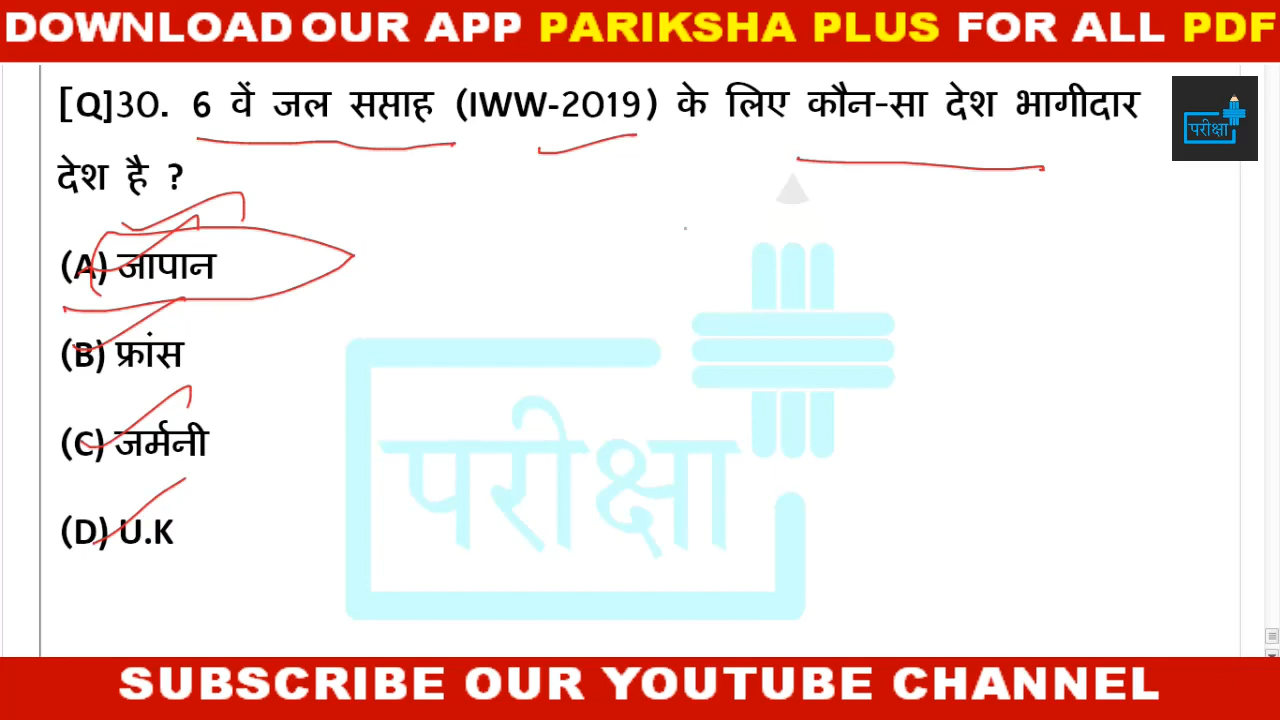 DOWNLOAD OUR APP PARIKSHA PLUS FOR ALL PDF
[Q]30. 6 वें जल सप्ताह (IWW-2019) के लिए कौन-सा देश भागीदार
देश है ?
परीक्षा
(A) जापान
(B) फ्रांस
(C) जर्मनी
(D) U.K
परीक्षा
SUBSCRIBE OUR YOUTUBE CHANNEL